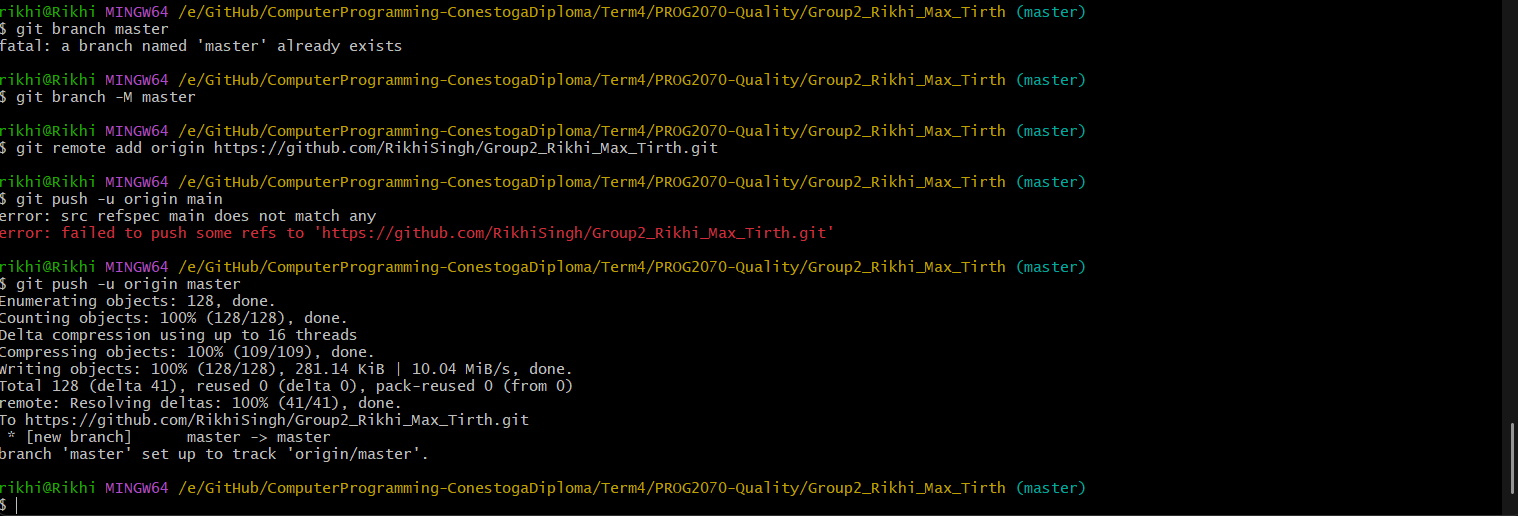 rikhi@Rikhi MINGW64 /e/GitHub/ComputerProgramming-ConestogaDiploma/Term4/PROG2070-Quality/Group2_Rikhi_Max_Tirth (master)
$ git branch master
fatal: a branch named 'master' already exists
rikhi@Rikhi MINGW64 /e/GitHub/ComputerProgramming-ConestogaDiploma/Term4/PROG2070-Quality/Group2_Rikhi_Max_Tirth (master)
$ git branch -M master
rikhi@Rikhi MINGW64 /e/GitHub/ComputerProgramming-ConestogaDiploma/Term4/PROG2070-Quality/Group2_Rikhi_Max_Tirth (master)
$ git remote add origin https://github.com/RikhiSingh/Group2_Rikhi_Max_Tirth.git
rikhi@Rikhi MINGW64 /e/GitHub/ComputerProgramming-ConestogaDiploma/Term4/PROG2070-Quality/Group2_Rikhi_Max_Tirth (master)
$ git push -u origin main
error: src refspec main does not match any
error: failed to push some refs to 'https://github.com/RikhiSingh/Group2_Rikhi_Max_Tirth.git'
rikhi@Rikhi MINGW64 /e/GitHub/ComputerProgramming-ConestogaDiploma/Term4/PROG2070-Quality/Group2_Rikhi_Max_Tirth (master)
$ git push -u origin master
Enumerating objects: 128, done.
Counting objects: 100% (128/128), done.
Delta compression using up to 16 threads
Compressing objects: 100% (109/109), done.
Writing objects: 100% (128/128), 281.14 KiB | 10.04 MiB/s, done.
Total 128 (delta 41), reused 0 (delta 0), pack-reused 0 (from 0)
remote: Resolving deltas: 100% (41/41), done.
To https://github.com/RikhiSingh/Group2_Rikhi_Max_Tirth.git
* [new branch]      master -> master
branch 'master' set up to track 'origin/master'.
rikhi@Rikhi MINGW64 /e/GitHub/ComputerProgramming-ConestogaDiploma/Term4/PROG2070-Quality/Group2_Rikhi_Max_Tirth (master)
$